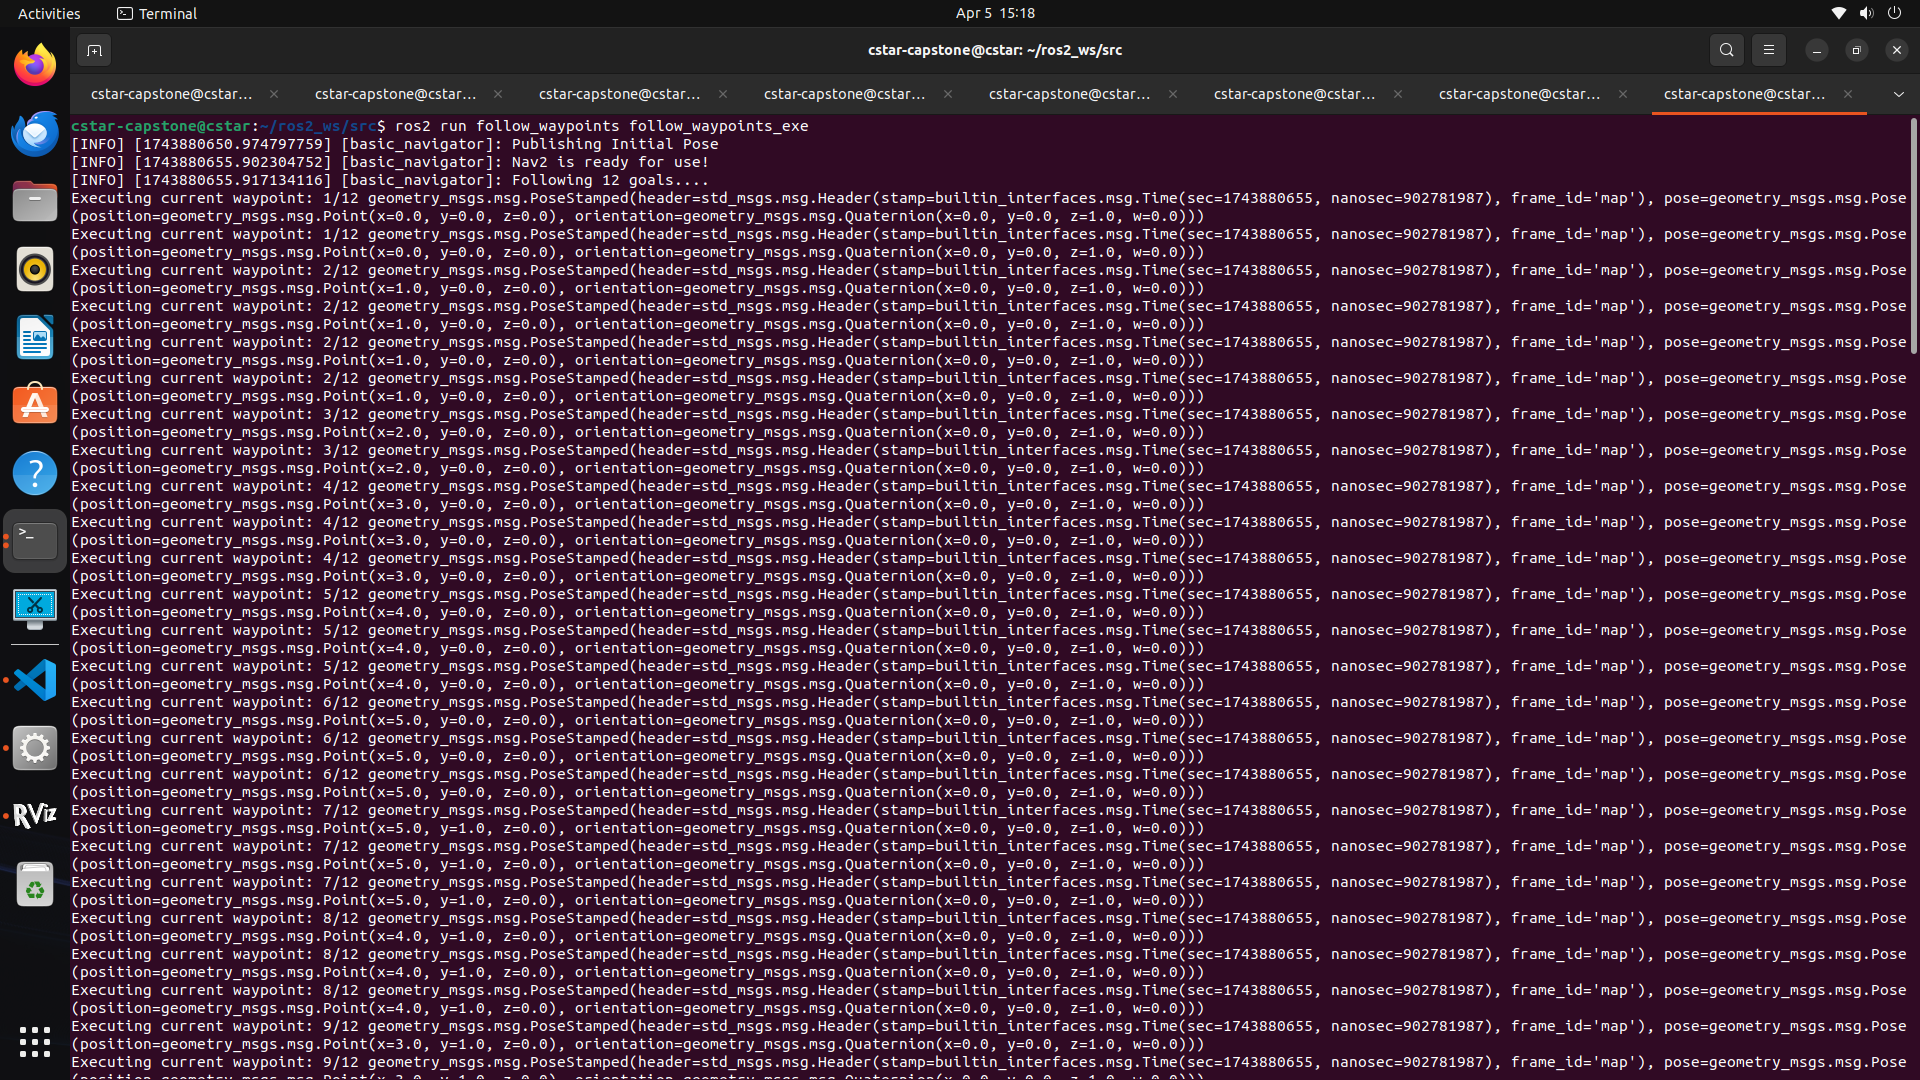 Activities
Terminal
Apr 5 15:18
cstar-capstone@cstar: ~/ros2_ws/src
cstar-capstone@cstar... cstar-capstone@cstar... cstar-capstone@cstar... cstar-capstone@cstar... cstar-capstone@cstar... cstar-capstone@cstar... cstar-capstone@cstar... cstar-capstone@cstar...
cstar-capstone@cstar:~/ros2_ws/src$ ros2 run follow_waypoints follow_waypoints_exe
[INFO] [1743880650.974797759] [basic_navigator]: Publishing Initial Pose
[INFO] [1743880655.902304752] [basic_navigator]: Nav2 is ready for use!
[INFO] [1743880655.917134116] [basic_navigator]: Following 12 goals....
Executing current waypoint: 1/12 geometry_msgs.msg.PoseStamped(header=std_msgs.msg.Header(stamp=builtin_interfaces.msg.Time(sec=1743880655, nanosec=902781987), frame_id='map'), pose=geometry_msgs.msg.Pose
(position=geometry_msgs.msg.Point(x=0.0, y=0.0, z=0.0), orientation=geometry_msgs.msg.Quaternion(x=0.0, y=0.0, z=1.0, w=0.0)))
Executing current waypoint: 1/12 geometry_msgs.msg.PoseStamped(header=std_msgs.msg.Header(stamp=builtin_interfaces.msg.Time(sec=1743880655, nanosec=902781987), frame_id='map'), pose=geometry_msgs.msg.Pose
(position=geometry_msgs.msg.Point(x=0.0, y=0.0, z=0.0), orientation=geometry_msgs.msg.Quaternion(x=0.0, y=0.0, z=1.0, w=0.0)))
Executing current waypoint: 2/12 geometry_msgs.msg.PoseStamped(header=std_msgs.msg.Header(stamp=builtin_interfaces.msg.Time(sec=1743880655, nanosec=902781987), frame_id='map'), pose=geometry_msgs.msg.Pose
(position=geometry_msgs.msg.Point(x=1.0, y=0.0, z=0.0), orientation=geometry_msgs.msg.Quaternion(x=0.0, y=0.0, z=1.0, w=0.0)))
Executing current waypoint: 2/12 geometry_msgs.msg.PoseStamped(header=std_msgs.msg.Header(stamp=builtin_interfaces.msg.Time(sec=1743880655, nanosec=902781987), frame_id='map'), pose=geometry_msgs.msg.Pose
(position=geometry_msgs.msg.Point(x=1.0, y=0.0, z=0.0), orientation=geometry_msgs.msg.Quaternion(x=0.0, y=0.0, z=1.0, w=0.0)))
Executing current waypoint: 2/12 geometry_msgs.msg.PoseStamped(header=std_msgs.msg.Header(stamp=builtin_interfaces.msg.Time(sec=1743880655, nanosec=902781987), frame_id='map'), pose=geometry_msgs.msg.Pose
(position=geometry_msgs.msg.Point(x=1.0, y=0.0, z=0.0), orientation=geometry_msgs.msg.Quaternion(x=0.0, y=0.0, z=1.0, w=0.0)))
Executing current waypoint: 2/12 geometry_msgs.msg.PoseStamped(header=std_msgs.msg.Header(stamp=builtin_interfaces.msg.Time(sec=1743880655, nanosec=902781987), frame_id='map'), pose=geometry_msgs.msg.Pose
(position=geometry_msgs.msg.Point(x=1.0, y=0.0, z=0.0), orientation=geometry_msgs.msg.Quaternion(x=0.0, y=0.0, z=1.0, w=0.0)))
Executing current waypoint: 3/12 geometry_msgs.msg.PoseStamped(header=std_msgs.msg.Header(stamp=builtin_interfaces.msg.Time(sec=1743880655, nanosec=902781987), frame_id='map'), pose=geometry_msgs.msg.Pose
(position=geometry_msgs.msg.Point(x=2.0, y=0.0, z=0.0), orientation=geometry_msgs.msg.Quaternion(x=0.0, y=0.0, z=1.0, w=0.0)))
Executing current waypoint: 3/12 geometry_msgs.msg.PoseStamped(header=std_msgs.msg.Header(stamp=builtin_interfaces.msg.Time(sec=1743880655, nanosec=902781987), frame_id='map'), pose=geometry_msgs.msg.Pose
(position=geometry_msgs.msg.Point(x=2.0, y=0.0, z=0.0), orientation=geometry_msgs.msg.Quaternion(x=0.0, y=0.0, z=1.0, w=0.0)))
Executing current waypoint: 4/12 geometry_msgs.msg.PoseStamped(header=std_msgs.msg.Header(stamp=builtin_interfaces.msg.Time(sec=1743880655, nanosec=902781987), frame_id='map'), pose=geometry_msgs.msg.Pose
(position=geometry_msgs.msg.Point(x=3.0, y=0.0, z=0.0), orientation=geometry_msgs.msg.Quaternion(x=0.0, y=0.0, z=1.0, w=0.0)))
Executing current waypoint: 4/12 geometry_msgs.msg.PoseStamped(header=std_msgs.msg.Header(stamp=builtin_interfaces.msg.Time(sec=1743880655, nanosec=902781987), frame_id='map'), pose=geometry_msgs.msg.Pose
(position=geometry_msgs.msg.Point(x=3.0, y=0.0, z=0.0), orientation=geometry_msgs.msg.Quaternion(x=0.0, y=0.0, z=1.0, w=0.0)))
Executing current waypoint: 4/12 geometry_msgs.msg.PoseStamped(header=std_msgs.msg.Header(stamp=builtin_interfaces.msg.Time(sec=1743880655, nanosec=902781987), frame_id='map'), pose=geometry_msgs.msg.Pose
(position=geometry_msgs.msg.Point(x=3.0, y=0.0, z=0.0), orientation=geometry_msgs.msg.Quaternion(x=0.0, y=0.0, z=1.0, w=0.0)))
Executing current waypoint: 5/12 geometry_msgs.msg.PoseStamped(header=std_msgs.msg.Header(stamp=builtin_interfaces.msg.Time(sec=1743880655, nanosec=902781987), frame_id='map'), pose=geometry_msgs.msg.Pose
(position=geometry_msgs.msg.Point(x=4.0, y=0.0, z=0.0), orientation=geometry_msgs.msg.Quaternion(x=0.0, y=0.0, z=1.0, w=0.0)))
Executing current waypoint: 5/12 geometry_msgs.msg.PoseStamped(header=std_msgs.msg.Header(stamp=builtin_interfaces.msg.Time(sec=1743880655, nanosec=902781987), frame_id='map'), pose=geometry_msgs.msg.Pose
(position=geometry_msgs.msg.Point(x=4.0, y=0.0, z=0.0), orientation=geometry_msgs.msg.Quaternion(x=0.0, y=0.0, z=1.0, w=0.0)))
Executing current waypoint: 5/12 geometry_msgs.msg.PoseStamped(header=std_msgs.msg.Header(stamp=builtin_interfaces.msg.Time(sec=1743880655, nanosec=902781987), frame_id='map'), pose=geometry_msgs.msg.Pose
(position=geometry_msgs.msg.Point(x=4.0, y=0.0, z=0.0), orientation=geometry_msgs.msg.Quaternion(x=0.0, y=0.0, z=1.0, w=0.0)))
Executing current waypoint: 6/12 geometry_msgs.msg.PoseStamped(header=std_msgs.msg.Header(stamp=builtin_interfaces.msg.Time(sec=1743880655, nanosec=902781987), frame_id='map'), pose=geometry_msgs.msg.Pose
(position=geometry_msgs.msg.Point(x=5.0, y=0.0, z=0.0), orientation=geometry_msgs.msg.Quaternion(x=0.0, y=0.0, z=1.0, w=0.0)))
Executing current waypoint: 6/12 geometry_msgs.msg.PoseStamped(header=std_msgs.msg.Header(stamp=builtin_interfaces.msg.Time(sec=1743880655, nanosec=902781987), frame_id='map'), pose=geometry_msgs.msg.Pose
(position=geometry_msgs.msg.Point(x=5.0, y=0.0, z=0.0), orientation=geometry_msgs.msg.Quaternion(x=0.0, y=0.0, z=1.0, w=0.0)))
Executing current waypoint: 6/12 geometry_msgs.msg.PoseStamped(header=std_msgs.msg.Header(stamp=builtin_interfaces.msg.Time(sec=1743880655, nanosec=902781987), frame_id='map'), pose=geometry_msgs.msg.Pose
(position=geometry_msgs.msg.Point(x=5.0, y=0.0, z=0.0), orientation=geometry_msgs.msg.Quaternion(x=0.0, y=0.0, z=1.0, w=0.0)))
Executing current waypoint: 7/12 geometry_msgs.msg.PoseStamped(header=std_msgs.msg.Header(stamp=builtin_interfaces.msg.Time(sec=1743880655, nanosec=902781987), frame_id='map'), pose=geometry_msgs.msg.Pose
(position=geometry_msgs.msg.Point(x=5.0, y=1.0, z=0.0), orientation=geometry_msgs.msg.Quaternion(x=0.0, y=0.0, z=1.0, w=0.0)))
Executing current waypoint: 7/12 geometry_msgs.msg.PoseStamped(header=std_msgs.msg.Header(stamp=builtin_interfaces.msg.Time(sec=1743880655, nanosec=902781987), frame_id='map'), pose=geometry_msgs.msg.Pose
(position=geometry_msgs.msg.Point(x=5.0, y=1.0, z=0.0), orientation=geometry_msgs.msg.Quaternion(x=0.0, y=0.0, z=1.0, w=0.0)))
Executing current waypoint: 7/12 geometry_msgs.msg.PoseStamped(header=std_msgs.msg.Header(stamp=builtin_interfaces.msg.Time(sec=1743880655, nanosec=902781987), frame_id='map'), pose=geometry_msgs.msg.Pose
(position=geometry_msgs.msg.Point(x=5.0, y=1.0, z=0.0), orientation=geometry_msgs.msg.Quaternion(x=0.0, y=0.0, z=1.0, w=0.0)))
Executing current waypoint: 8/12 geometry_msgs.msg.PoseStamped(header=std_msgs.msg.Header(stamp=builtin_interfaces.msg.Time(sec=1743880655, nanosec=902781987), frame_id='map'), pose=geometry_msgs.msg.Pose
(position=geometry_msgs.msg.Point(x=4.0, y=1.0, z=0.0), orientation=geometry_msgs.msg.Quaternion(x=0.0, y=0.0, z=1.0, w=0.0)))
Executing current waypoint: 8/12 geometry_msgs.msg.PoseStamped(header=std_msgs.msg.Header(stamp=builtin_interfaces.msg.Time(sec=1743880655, nanosec=902781987), frame_id='map'), pose=geometry_msgs.msg.Pose
(position=geometry_msgs.msg.Point(x=4.0, y=1.0, z=0.0), orientation=geometry_msgs.msg.Quaternion(x=0.0, y=0.0, z=1.0, w=0.0)))
Executing current waypoint: 8/12 geometry_msgs.msg.PoseStamped(header=std_msgs.msg.Header(stamp=builtin_interfaces.msg.Time(sec=1743880655, nanosec=902781987), frame_id='map'), pose=geometry_msgs.msg.Pose
(position=geometry_msgs.msg.Point(x=4.0, y=1.0, z=0.0), orientation=geometry_msgs.msg.Quaternion(x=0.0, y=0.0, z=1.0, w=0.0)))
Executing current waypoint: 9/12 geometry_msgs.msg.PoseStamped(header=std_msgs.msg.Header(stamp=builtin_interfaces.msg.Time(sec=1743880655, nanosec=902781987), frame_id='map'), pose=geometry_msgs.msg.Pose
(position=geometry_msgs.msg.Point(x=3.0, y=1.0, z=0.0), orientation=geometry_msgs.msg.Quaternion(x=0.0, y=0.0, z=1.0, w=0.0)))
Executing current waypoint: 9/12 geometry_msgs.msg.PoseStamped(header=std_msgs.msg.Header(stamp=builtin_interfaces.msg.Time(sec=1743880655, nanosec=902781987), frame_id='map'), pose=geometry_msgs.msg.Pose
RViz